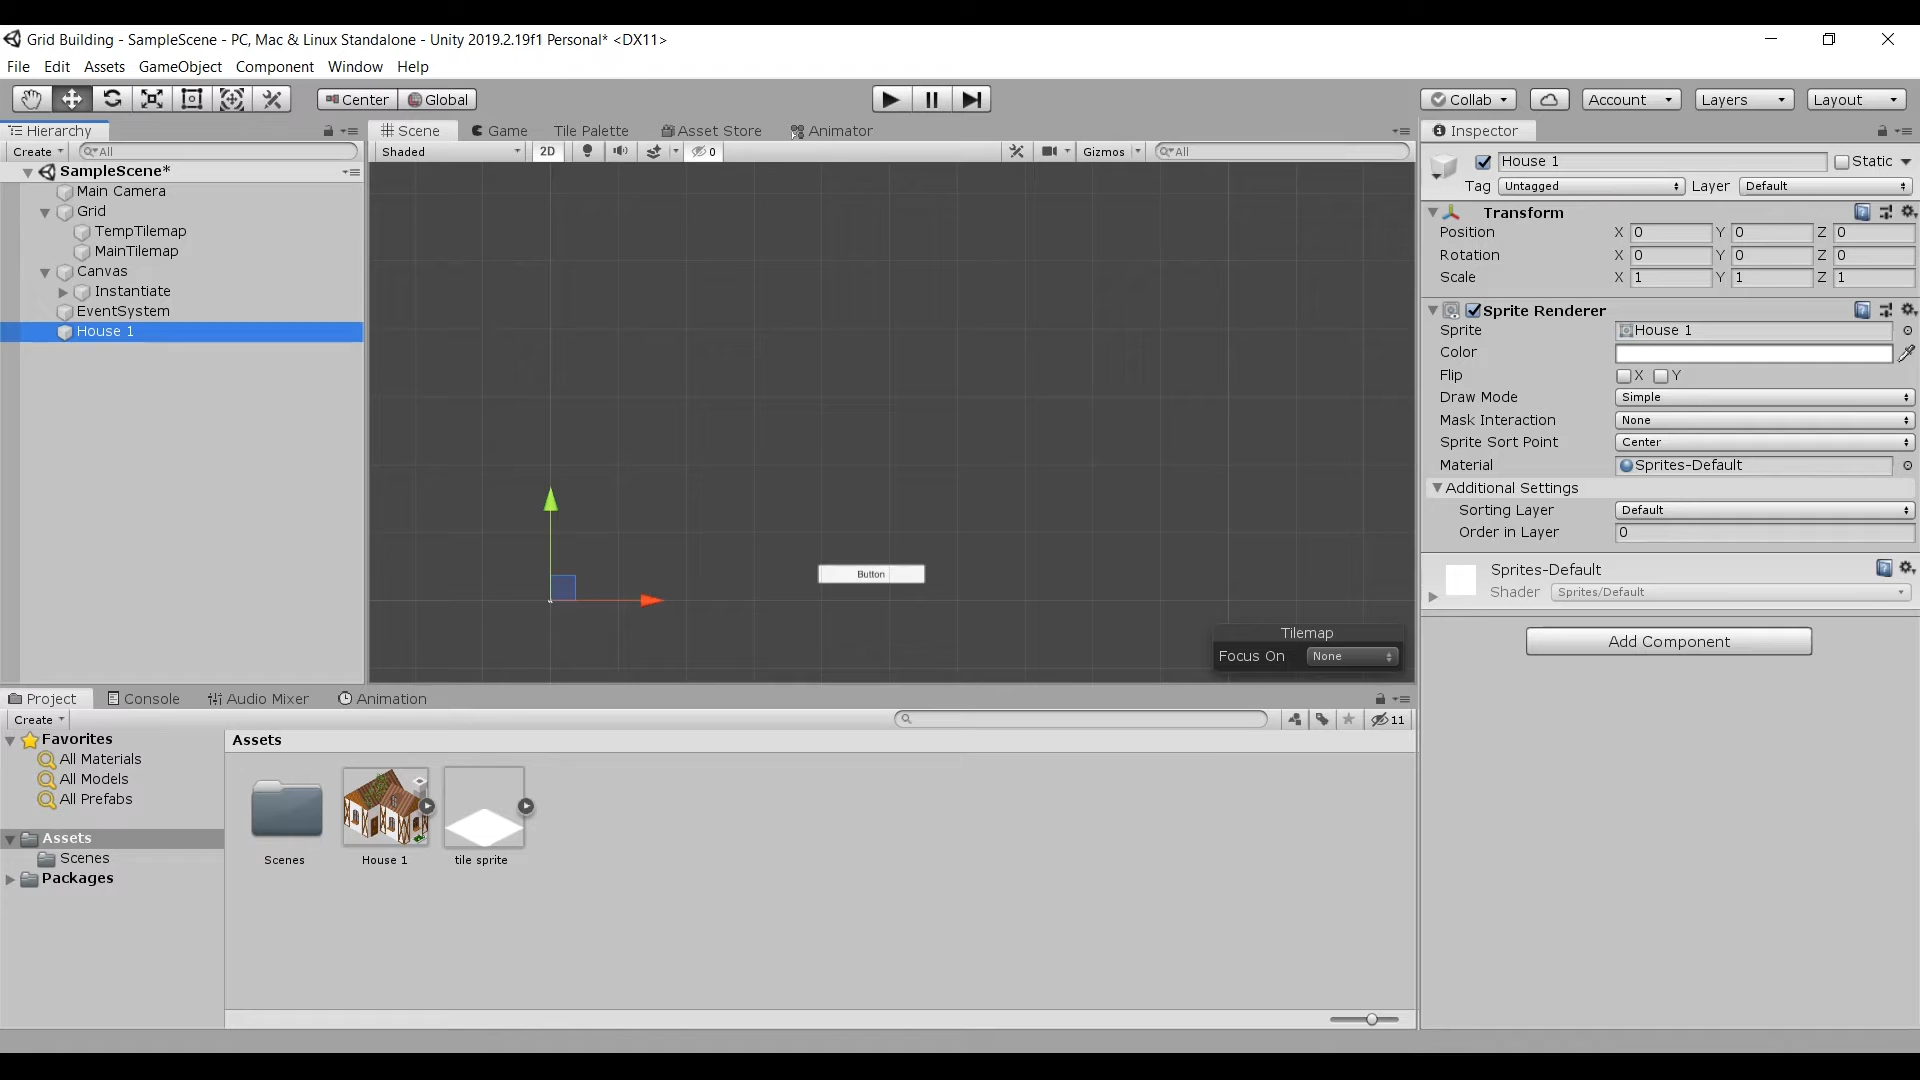 Grid Building - SampleScene - PC, Mac & Linux Standalone - Unity 2019.2.19f1 Personal* <DX11>
File Edit Assets GameObject Component Window Help
Center Global Collab Account Layers Layout
Hierarchy Scene Game Tile Palette Asset Store Animator Inspector
Create All Shaded 2D 0 Gizmos All
SampleScene*
Main Camera
Grid
TempTilemap
MainTilemap
Canvas
Instantiate
EventSystem
House 1
Button
Tilemap
Focus On None
House 1 Static
Tag Untagged Layer Default
Transform
Position X 0 Y 0 Z 0
Rotation X 0 Y 0 Z 0
Scale X 1 Y 1 Z 1
Sprite Renderer
Sprite House 1
Color
Flip X Y
Draw Mode Simple
Mask Interaction None
Sprite Sort Point Center
Material Sprites-Default
Additional Settings
Sorting Layer Default
Order in Layer 0
Sprites-Default
Shader Sprites/Default
Add Component
Project Console Audio Mixer Animation
Create 11
Favorites
All Materials
All Models
All Prefabs
Assets
Scenes
Packages
Assets
Scenes House 1 tile sprite